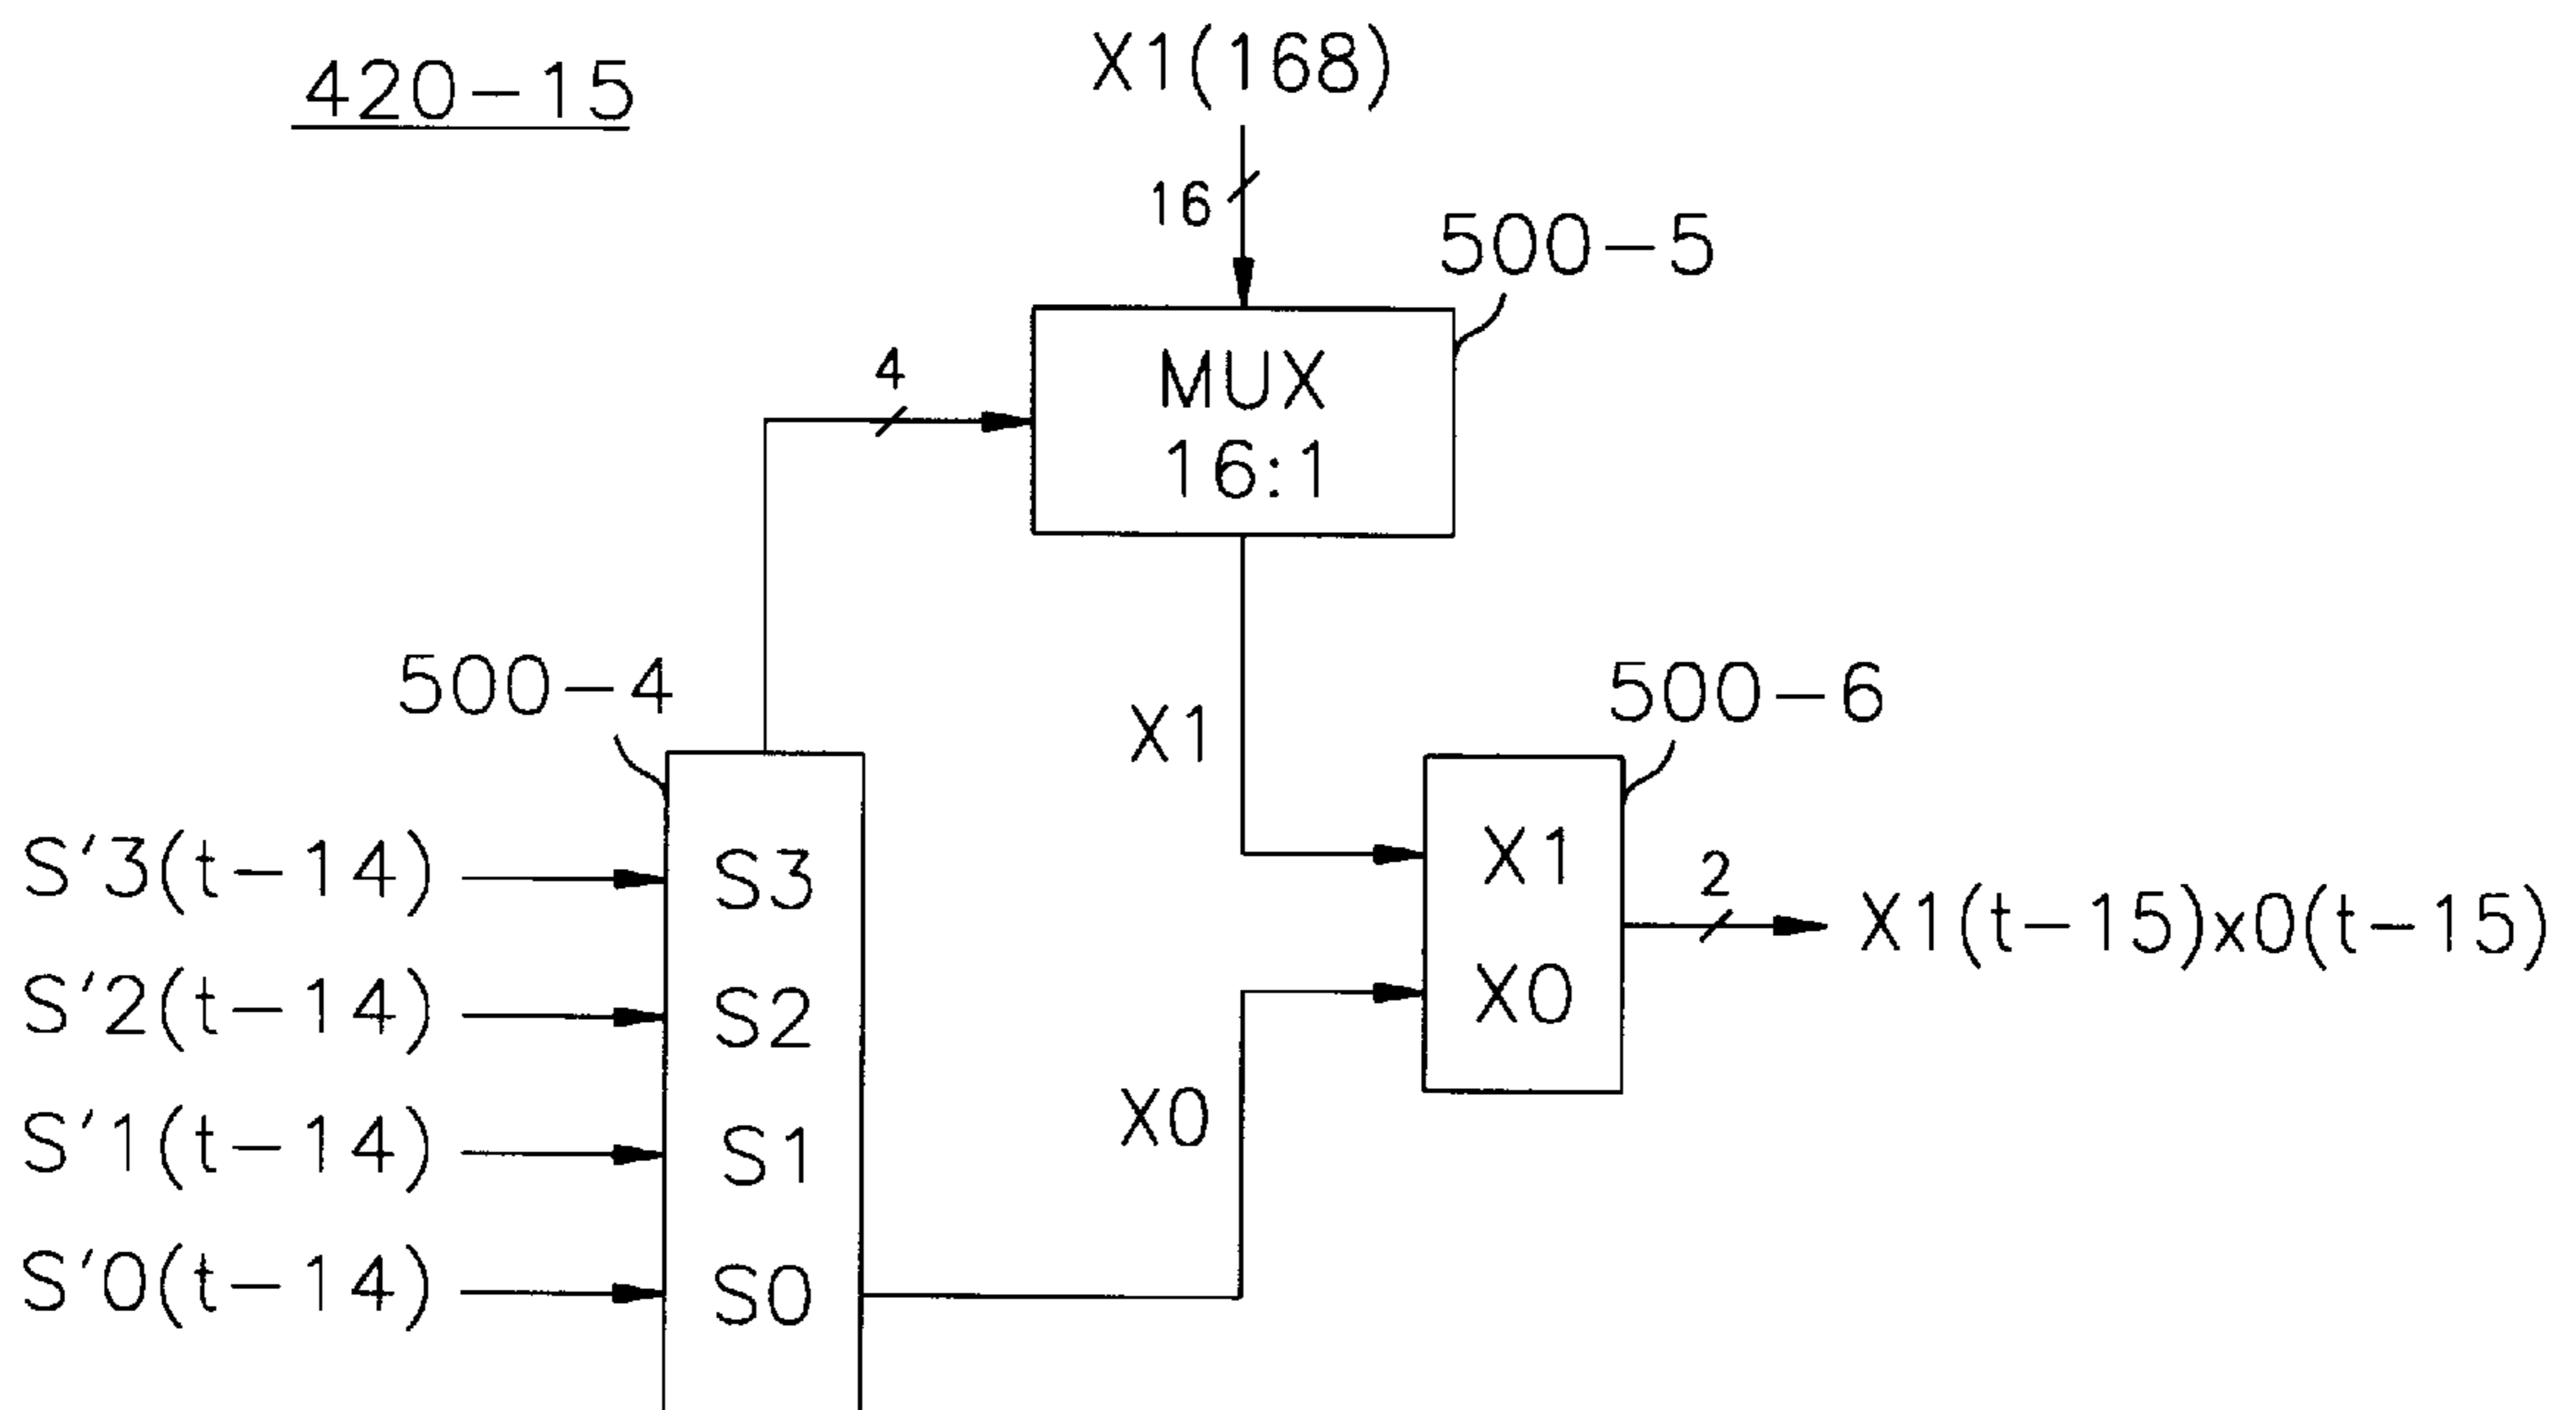 420-15
X1(168)
16
500-5
4
MUX
16:1
500-4
X1
500-6
S'3(t-14)
S3
X1
2
X1(t-15)x0(t-15)
S'2(t-14)
S2
X0
S'1(t-14)
S1
X0
S'0(t-14)
S0